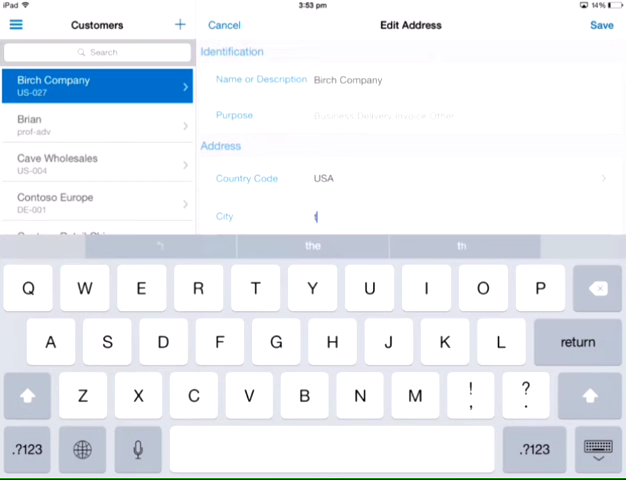 iPad 3:53 pm 14%
Customers + Cancel Edit Address Save
Search
Identification
Birch Company
US-027
Name or Description Birch Company
Brian
prof-adv
Purpose Business Delivery Invoice Other
Address
Cave Wholesales
US-004
Country Code USA
Contoso Europe
DE-001
City t
the th
Q W E R T Y U I O P
A S D F G H J K L return
Z X C V B N M ! , ? .
.?123 .?123